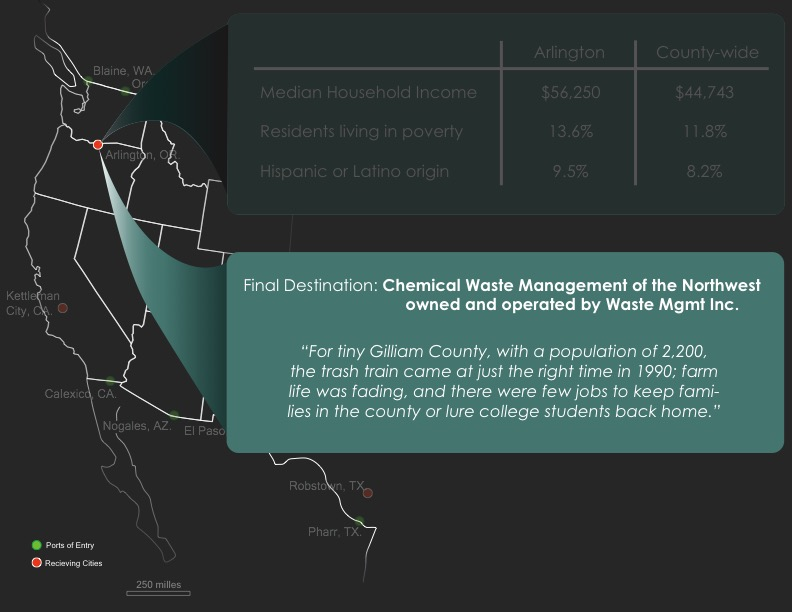 Arlington County-wide
Median Household Income $56,250 $44,743
Residents living in poverty 13.6% 11.8%
Hispanic or Latino origin 9.5% 8.2%
Blaine, WA.
Arlington, OR.
Final Destination: Chemical Waste Management of the Northwest
owned and operated by Waste Mgmt Inc.
Kettleman
City, CA.
“For tiny Gilliam County, with a population of 2,200,
the trash train came at just the right time in 1990; farm
life was fading, and there were few jobs to keep fami-
lies in the county or lure college students back home.”
Calexico, CA.
Nogales, AZ.
El Paso
Robstown, TX.
Pharr, TX.
Ports of Entry
Recieving Cities
250 milles